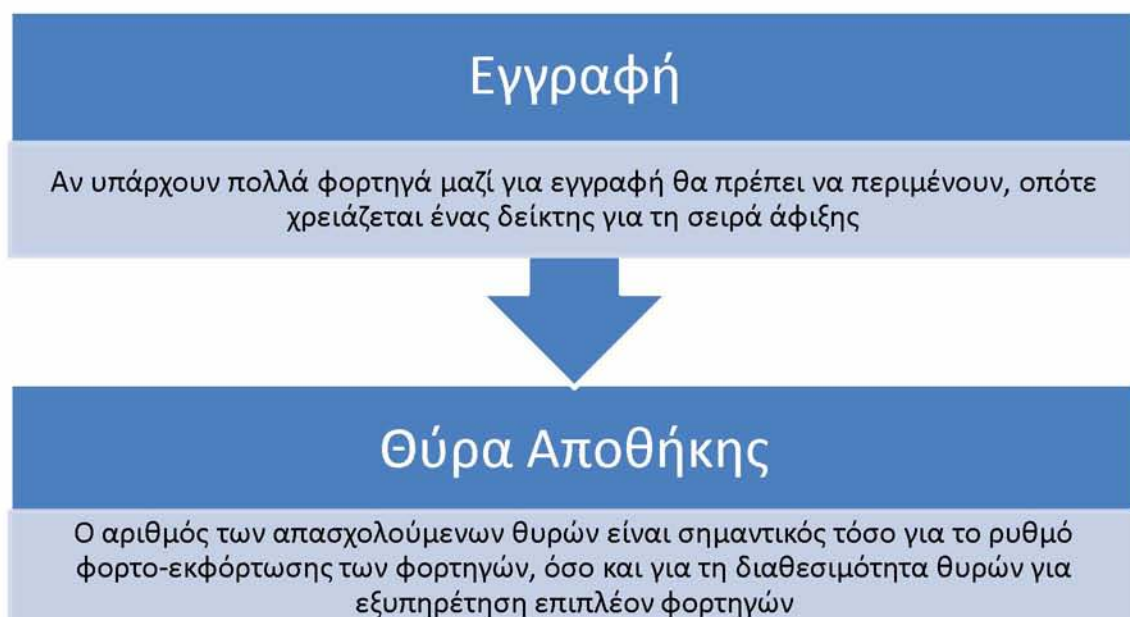 Εγγραφή
Αν υπάρχουν πολλά φορτηγά μαζί για εγγραφή θα πρέπει να περιμένουν, οπότε
χρειάζεται ένας δείκτης για τη σειρά άφιξης
Θύρα Αποθήκης
Ο αριθμός των απασχολούμενων θυρών είναι σημαντικός τόσο για το ρυθμό
φορτο-εκφόρτωσης των φορτηγών, όσο και για τη διαθεσιμότητα θυρών για
εξυπηρέτηση επιπλέον φορτηγών